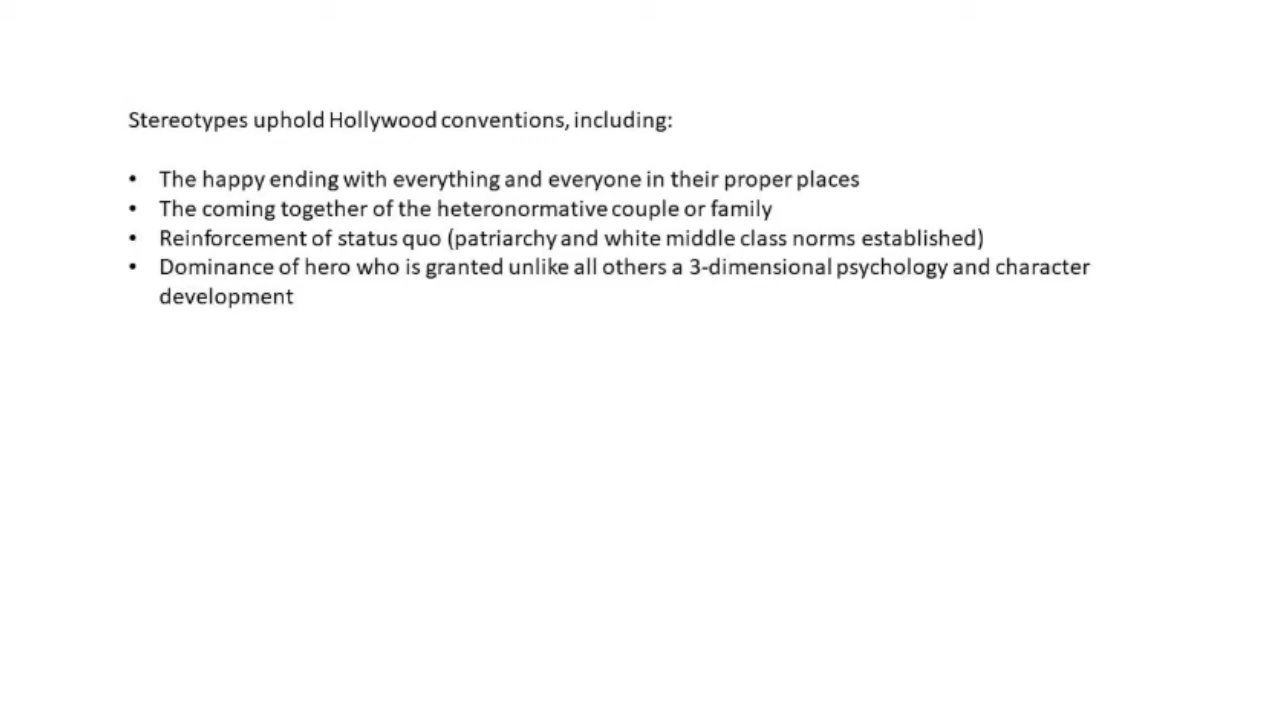 Stereotypes uphold Hollywood conventions, including:
• The happy ending with everything and everyone in their proper places
• The coming together of the heteronormative couple or family
• Reinforcement of status quo (patriarchy and white middle class norms established)
• Dominance of hero who is granted unlike all others a 3-dimensional psychology and character
development